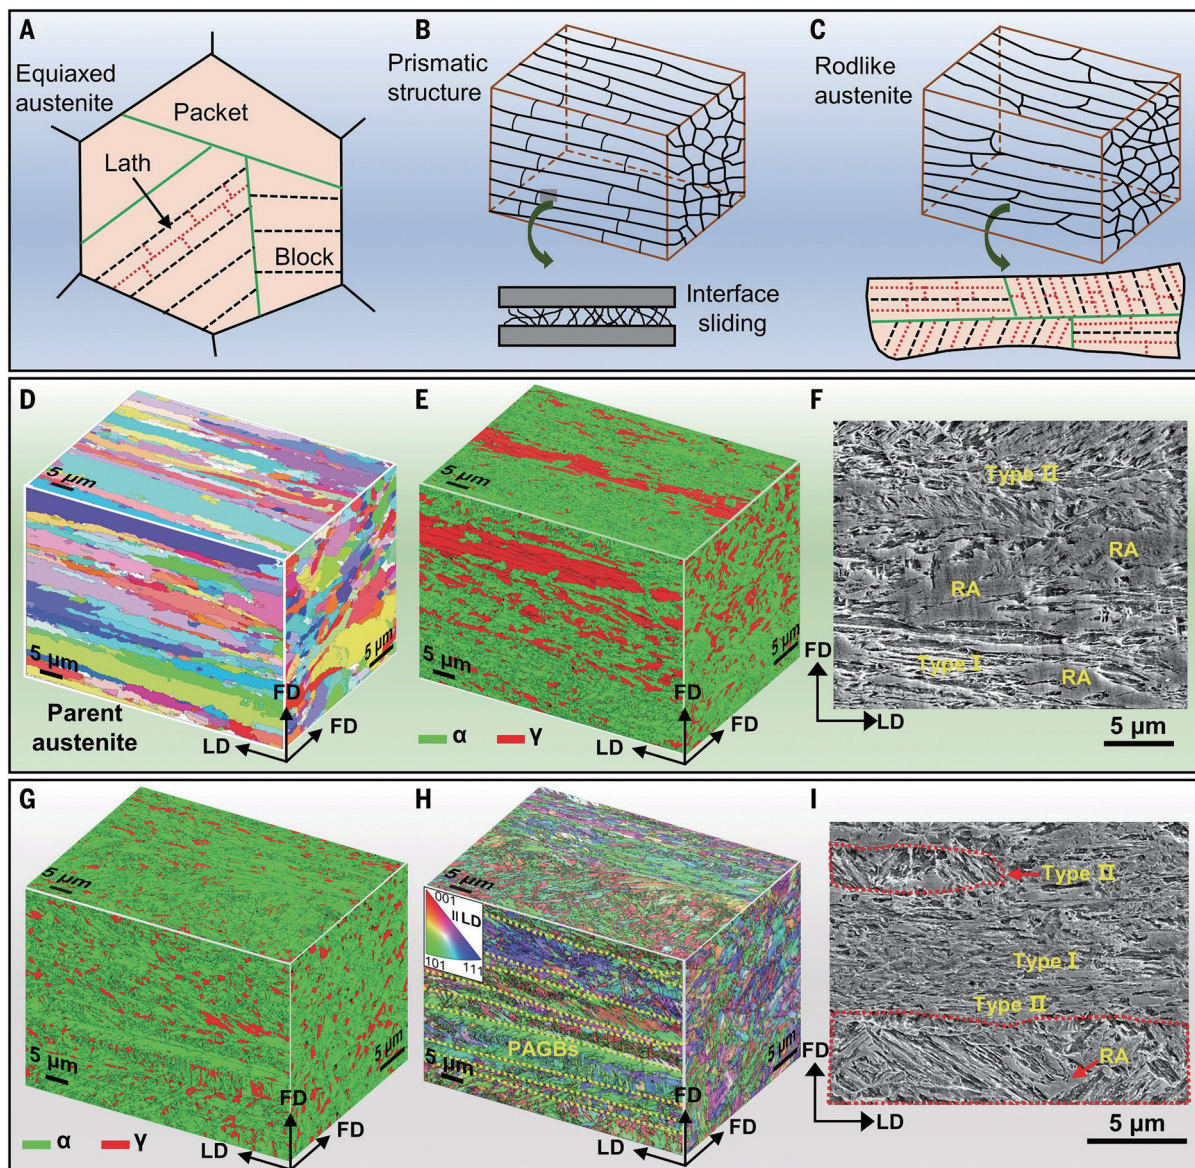 A
Equiaxed
austenite
Packet
Lath
Block
B
Prismatic
structure
Interface
sliding
C
Rodlike
austenite
D
5 μm
5 μm
5 μm
Parent
austenite
FD
LD
FD
E
5 μm
5 μm
5 μm
α
γ
FD
LD
FD
F
Type II
RA
RA
Type I
RA
FD
LD
5 μm
G
5 μm
5 μm
5 μm
α
γ
FD
LD
FD
H
5 μm
001
II LD
101
111
PAGBs
5 μm
5 μm
FD
LD
FD
I
Type II
Type I
Type II
RA
FD
LD
5 μm